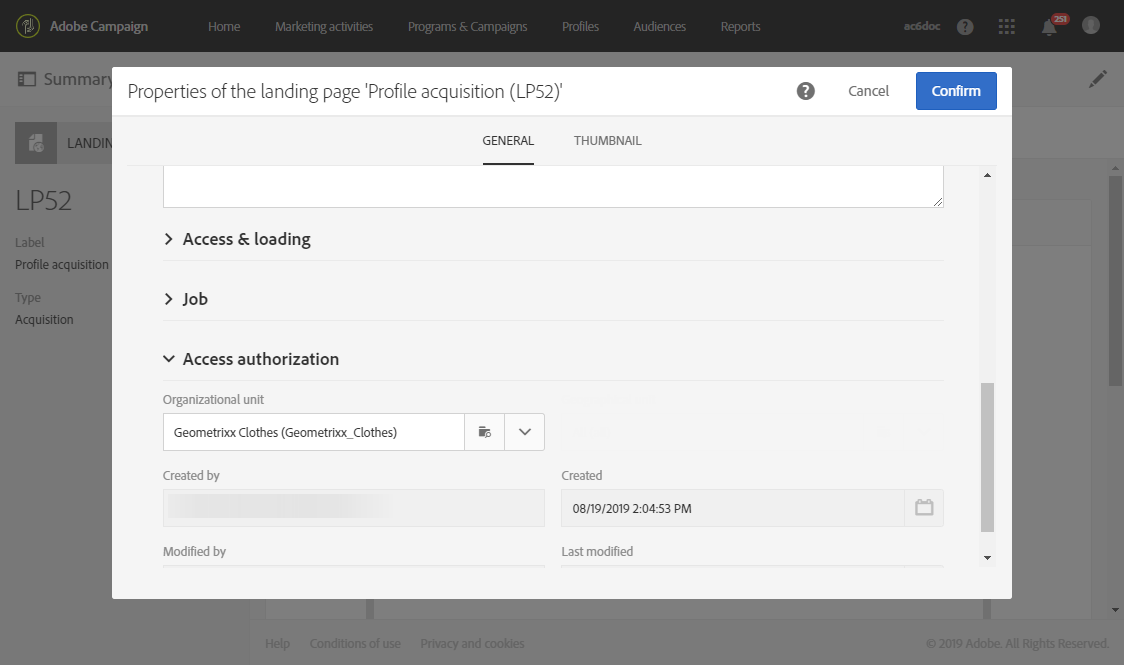 Adobe Campaign Home Marketing activities Programs & Campaigns Profiles Audiences Reports ac6doc ? 251
Summary
Properties of the landing page 'Profile acquisition (LP52)' ? Cancel Confirm
GENERAL THUMBNAIL
LANDIN
LP52
Label
Profile acquisition
Type
Acquisition
Access & loading
Job
Access authorization
Organizational unit
Geometrixx Clothes (Geometrixx_Clothes)
Created by Created
08/19/2019 2:04:53 PM
Modified by Last modified
Help Conditions of use Privacy and cookies © 2019 Adobe. All Rights Reserved.